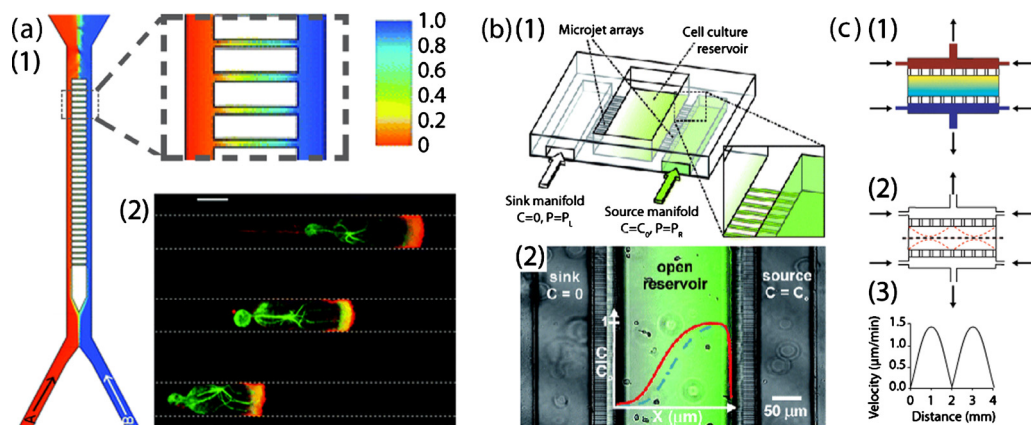 (a)
(1)
1.0
0.8
0.6
0.4
0.2
0
A
B
(2)
(b)
(1)
Microjet arrays
Cell culture
reservoir
Sink manifold
C=0, P=P_L
Source manifold
C=C_0, P=P_R
(2)
sink
C = 0
open
reservoir
source
C = C_o
1
C
C_o
X (μm)
50 μm
(c)
(1)
(2)
(3)
Velocity (μm/min)
1.5
1.0
0.5
0.0
0 1 2 3 4
Distance (mm)